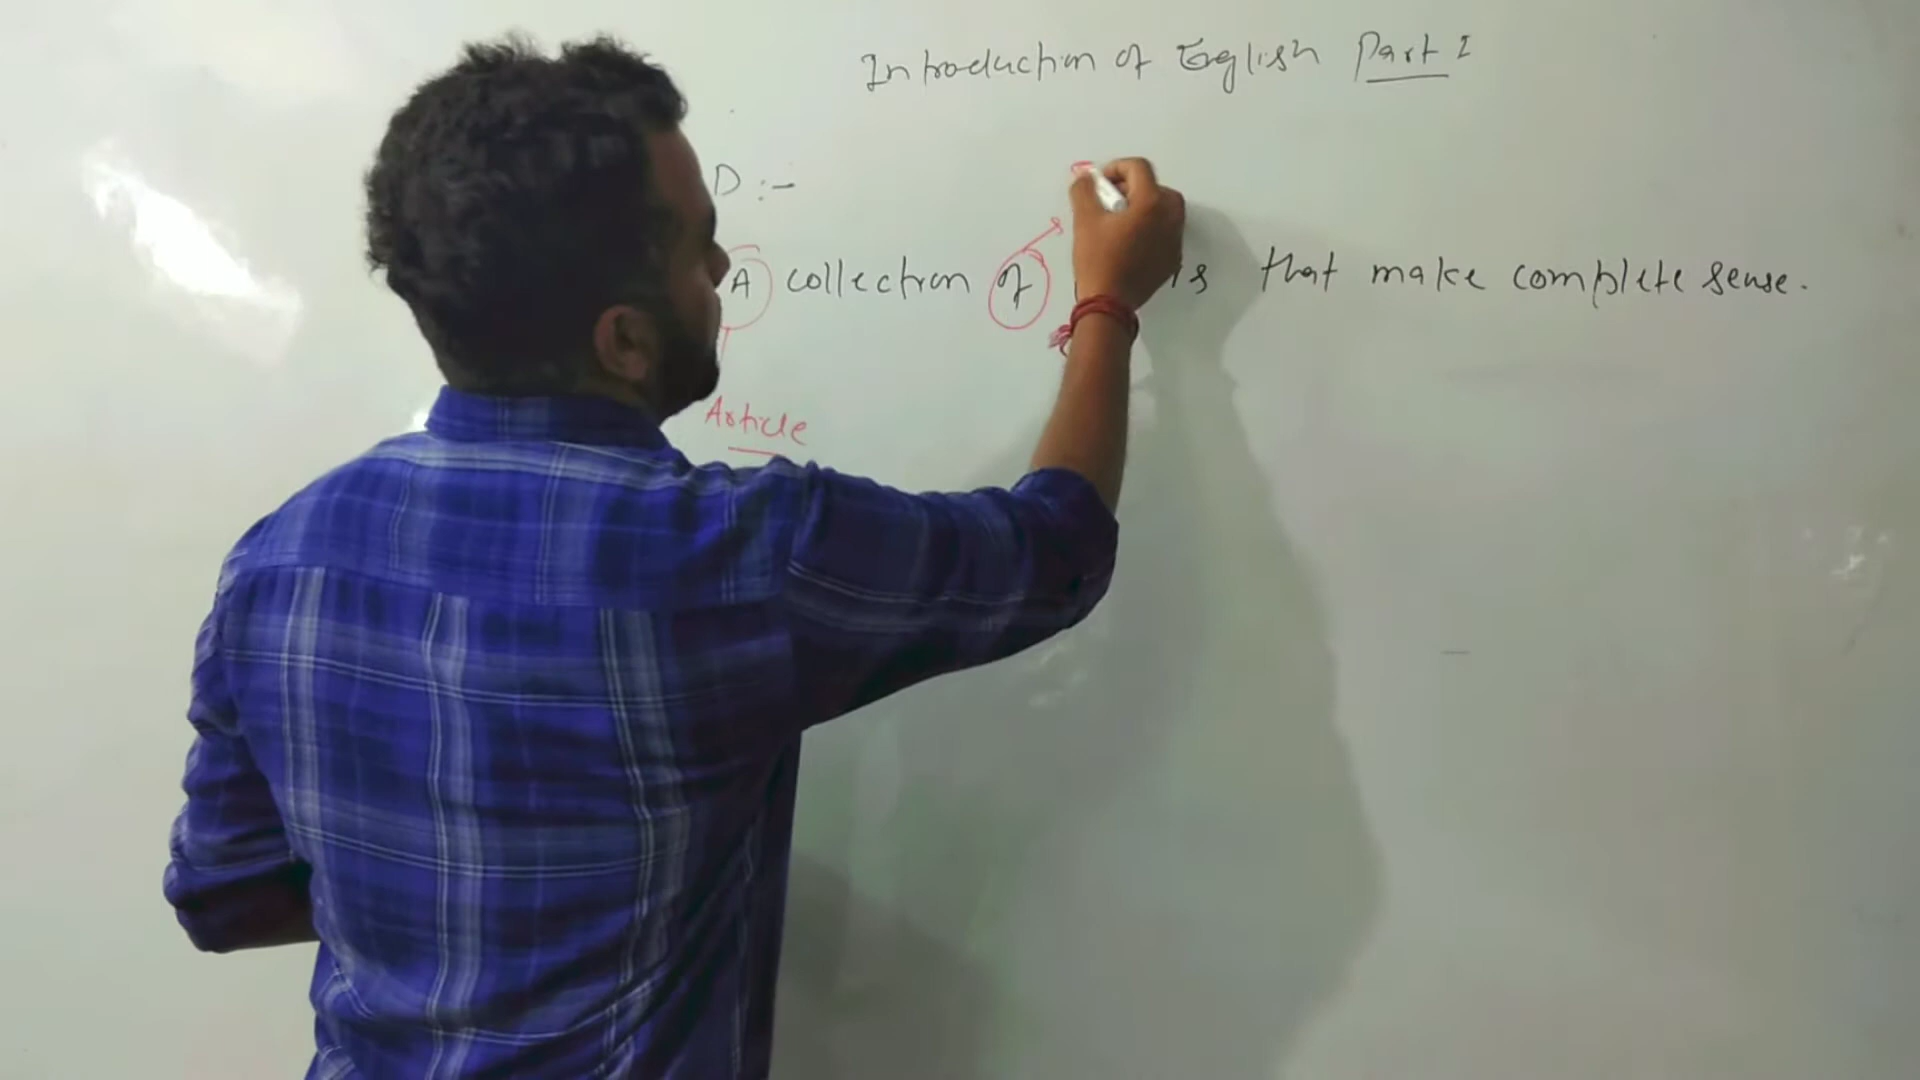 Introduction of English Part I
D :-
A collection of that make complete sense.
Article